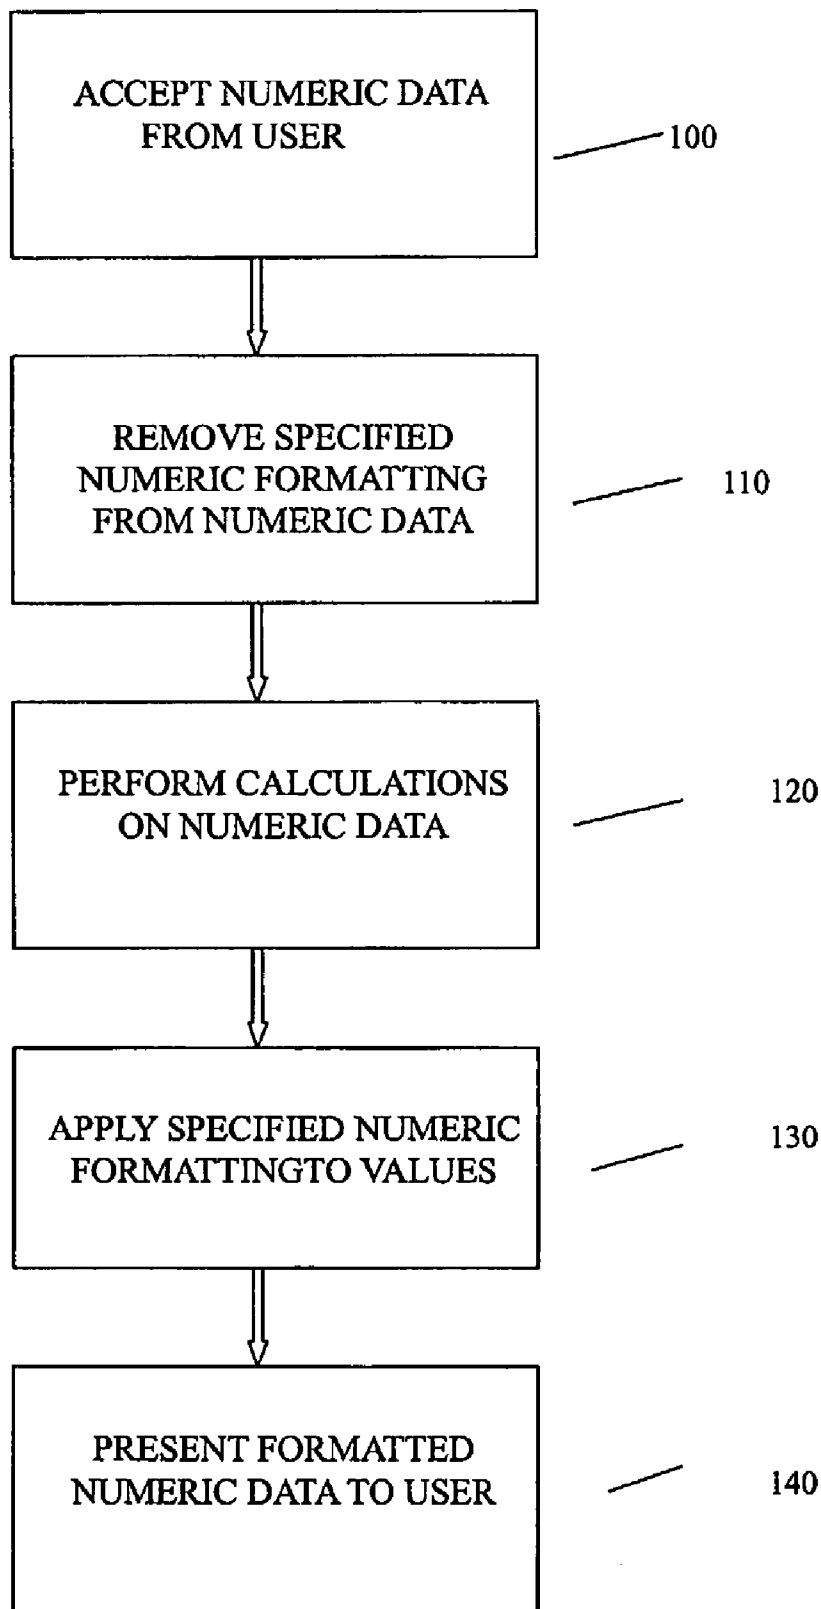 ACCEPT NUMERIC DATA
FROM USER
100
REMOVE SPECIFIED
NUMERIC FORMATTING
FROM NUMERIC DATA
110
PERFORM CALCULATIONS
ON NUMERIC DATA
120
APPLY SPECIFIED NUMERIC
FORMATTINGTO VALUES
130
PRESENT FORMATTED
NUMERIC DATA TO USER
140